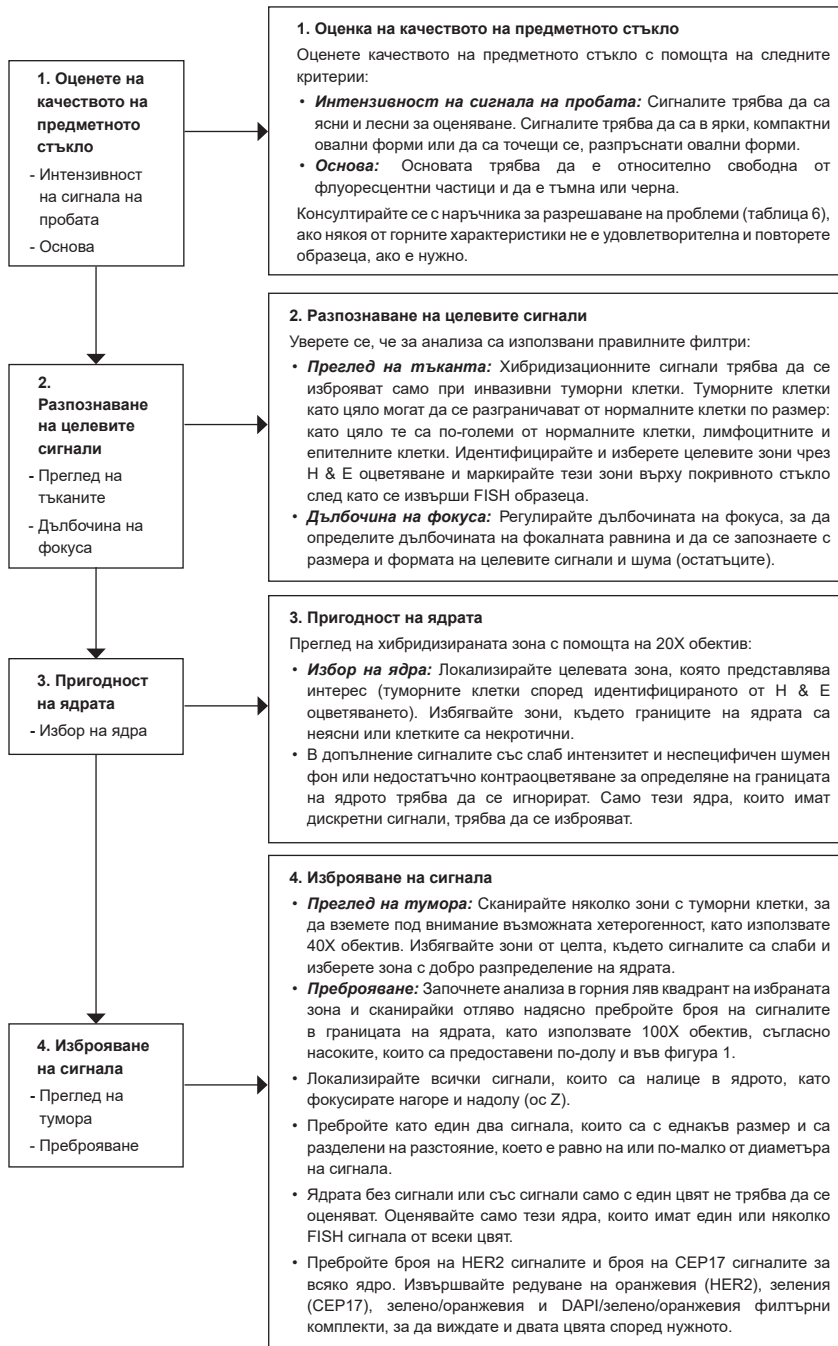 1. Оценете на
качеството на
предметното
стъкло
- Интензивност
на сигнала на
пробата
- Основа
1. Оценка на качеството на предметното стъкло
Оценете качеството на предметното стъкло с помощта на следните
критерии:
• Интензивност на сигнала на пробата: Сигналите трябва да са
ясни и лесни за оценяване. Сигналите трябва да са в ярки, компактни
овални форми или да са точещи се, разпръснати овални форми.
• Основа: Основата трябва да е относително свободна от
флуоресцентни частици и да е тъмна или черна.
Консултирайте се с наръчника за разрешаване на проблеми (таблица 6),
ако някоя от горните характеристики не е удовлетворителна и повторете
образеца, ако е нужно.
2.
Разпознаване
на целевите
сигнали
- Преглед на
тъканите
- Дълбочина на
фокуса
2. Разпознаване на целевите сигнали
Уверете се, че за анализа са използвани правилните филтри:
• Преглед на тъканта: Хибридизационните сигнали трябва да се
изброяват само при инвазивни туморни клетки. Туморните клетки
като цяло могат да се разграничават от нормалните клетки по размер:
като цяло те са по-големи от нормалните клетки, лимфоцитните и
епителните клетки. Идентифицирайте и изберете целевите зони чрез
H & E оцветяване и маркирайте тези зони върху покривното стъкло
след като се извърши FISH образеца.
• Дълбочина на фокуса: Регулирайте дълбочината на фокуса, за да
определите дълбочината на фокалната равнина и да се запознаете с
размера и формата на целевите сигнали и шума (остатъците).
3. Пригодност
на ядрата
- Избор на ядра
3. Пригодност на ядрата
Преглед на хибридизираната зона с помощта на 20X обектив:
• Избор на ядра: Локализирайте целевата зона, която представлява
интерес (туморните клетки според идентифицираното от H & E
оцветяването). Избягвайте зони, където границите на ядрата са
неясни или клетките са некротични.
• В допълнение сигналите със слаб интензитет и неспецифичен шумен
фон или недостатъчно контраоцветяване за определяне на границата
на ядрото трябва да се игнорират. Само тези ядра, които имат
дискретни сигнали, трябва да се изброяват.
4. Изброяване
на сигнала
- Преглед на
тумора
- Преброяване
4. Изброяване на сигнала
• Преглед на тумора: Сканирайте няколко зони с туморни клетки, за
да вземете под внимание възможната хетерогенност, като използвате
40X обектив. Избягвайте зони от целта, където сигналите са слаби и
изберете зона с добро разпределение на ядрата.
• Преброяване: Започнете анализа в горния ляв квадрант на избраната
зона и сканирайки отляво надясно пребройте броя на сигналите
в границата на ядрата, като използвате 100X обектив, съгласно
насоките, които са предоставени по-долу и във фигура 1.
• Локализирайте всички сигнали, които са налице в ядрото, като
фокусирате нагоре и надолу (ос Z).
• Пребройте като един два сигнала, които са с еднакъв размер и са
разделени на разстояние, което е равно на или по-малко от диаметъра
на сигнала.
• Ядрата без сигнали или със сигнали само с един цвят не трябва да се
оценяват. Оценявайте само тези ядра, които имат един или няколко
FISH сигнала от всеки цвят.
• Пребройте броя на HER2 сигналите и броя на CEP17 сигналите за
всяко ядро. Извършвайте редуване на оранжевия (HER2), зеления
(CEP17), зелено/оранжевия и DAPI/зелено/оранжевия филтърни
комплекти, за да виждате и двата цвята според нужното.